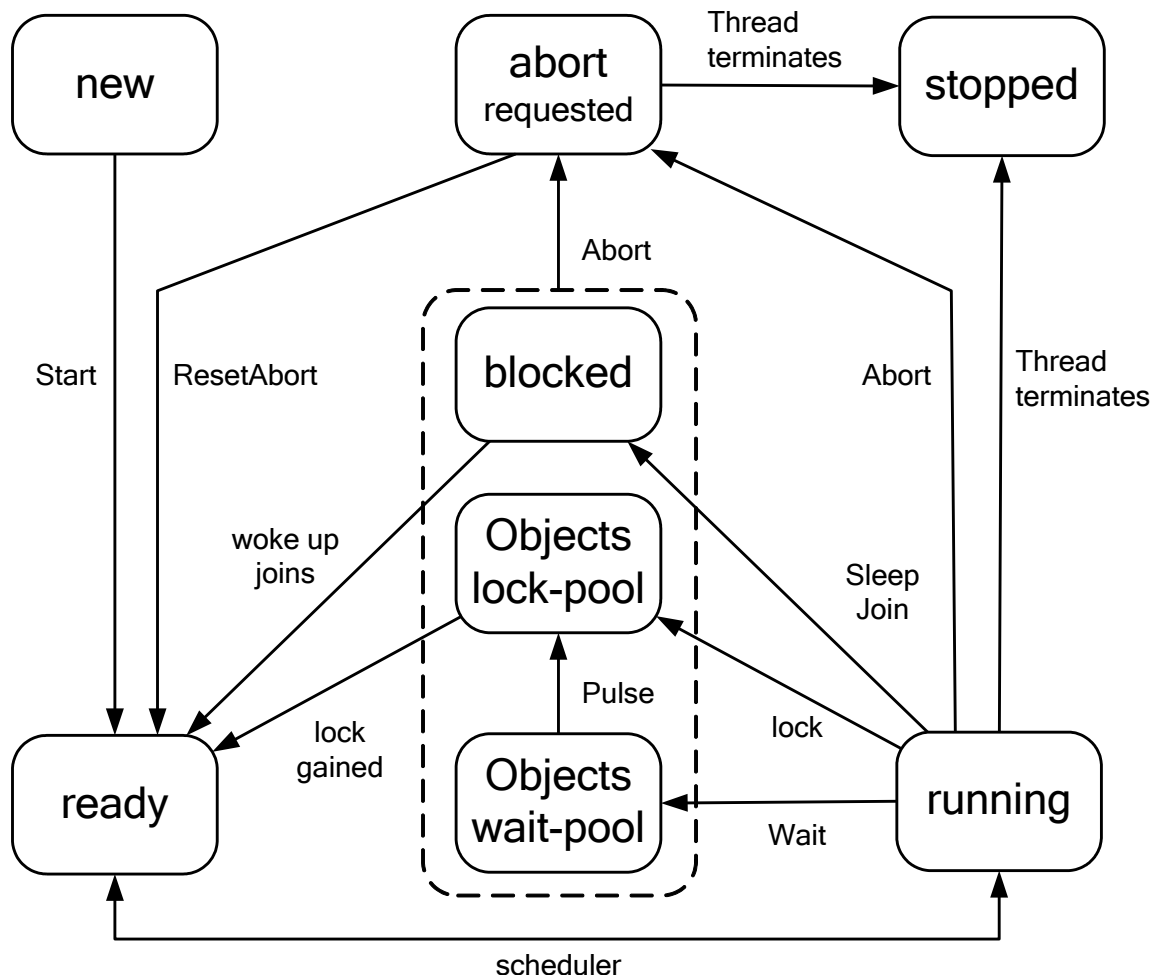 new
abort
requested
Thread
terminates
stopped
Abort
Start
ResetAbort
blocked
Abort
Thread
terminates
woke up
joins
Objects
lock-pool
Sleep
Join
Pulse
lock
lock
gained
ready
Objects
wait-pool
Wait
running
scheduler